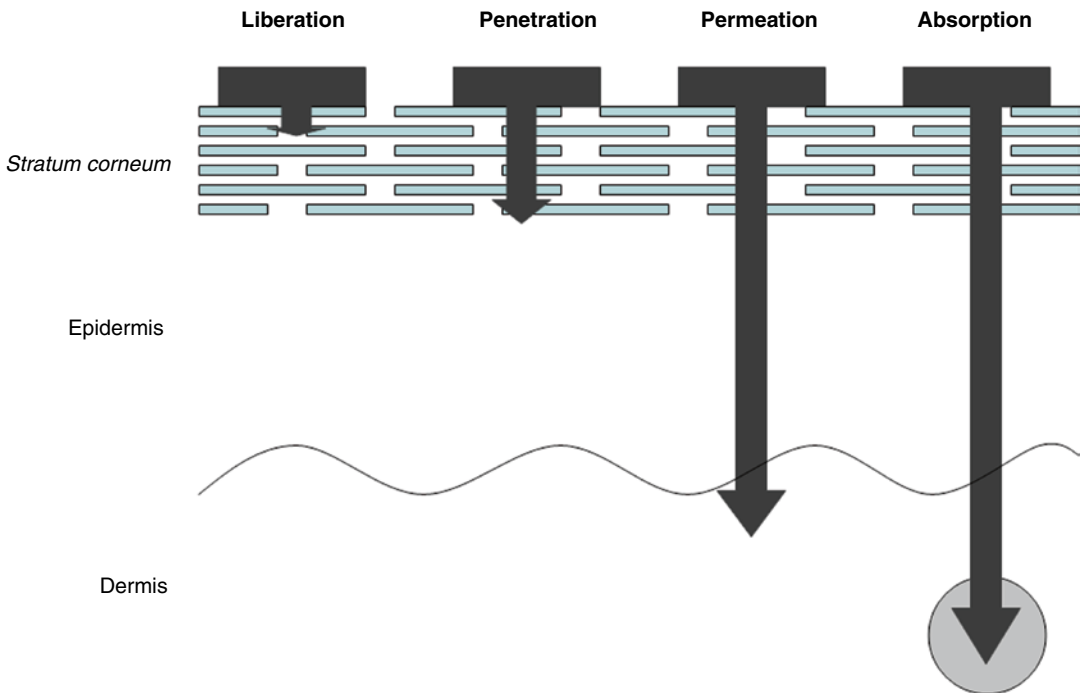 Liberation Penetration Permeation Absorption
Stratum corneum
Epidermis
Dermis